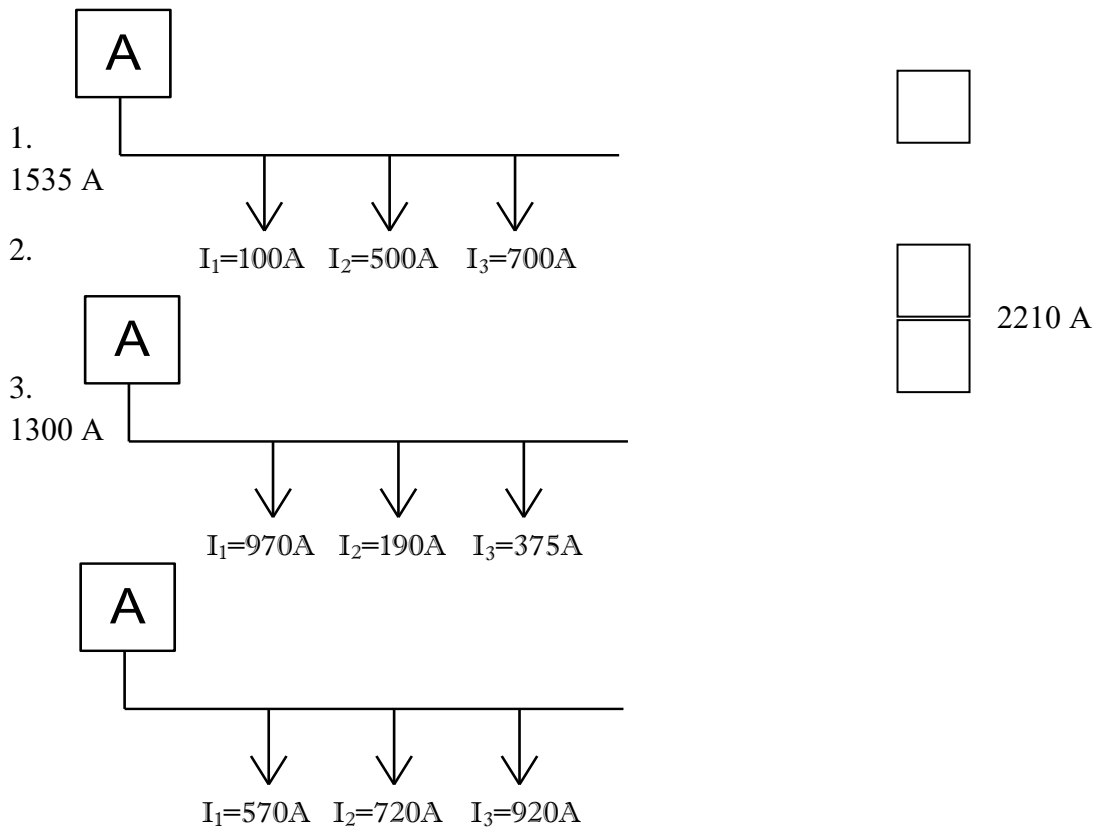 A
1.
1535 A
I₁=100A I₂=500A I₃=700A
2.
A
2210 A
3.
1300 A
I₁=970A I₂=190A I₃=375A
A
I₁=570A I₂=720A I₃=920A